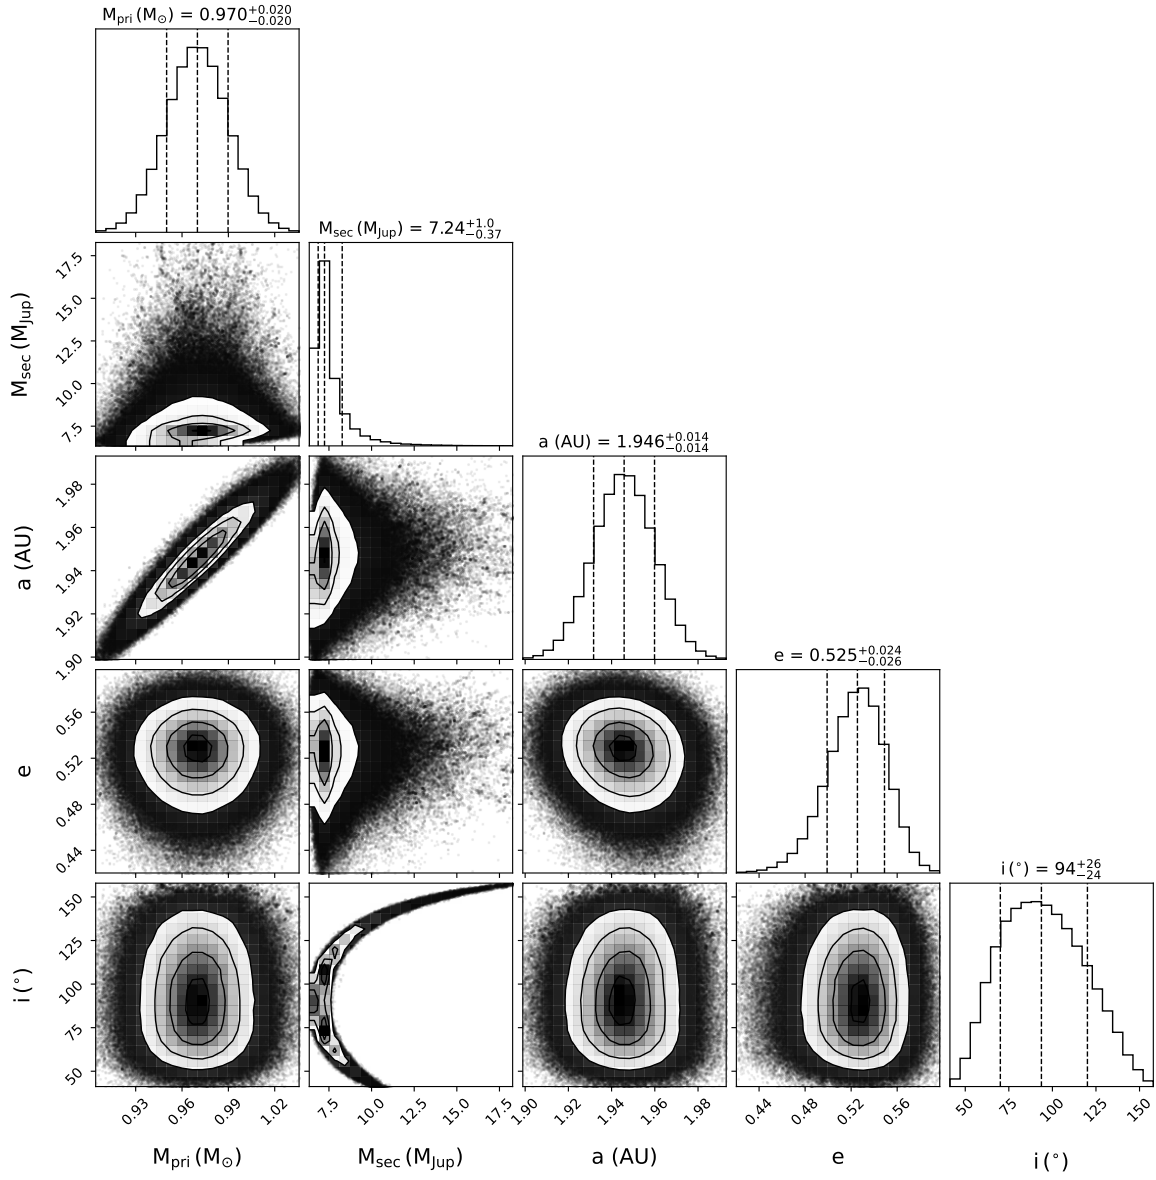 M_pri (M_⊙) = 0.970^{+0.020}_{−0.020}
M_sec (M_Jup) = 7.24^{+1.0}_{−0.37}
17.5
15.0
12.5
10.0
7.5
M_sec (M_Jup)
a (AU) = 1.946^{+0.014}_{−0.014}
1.98
1.96
1.94
1.92
1.90
a (AU)
e = 0.525^{+0.024}_{−0.026}
0.56
0.52
0.48
0.44
e
i (°) = 94^{+26}_{−24}
150
125
100
75
50
i (°)
0.93 0.96 0.99 1.02
7.5 10.0 12.5 15.0 17.5
1.90 1.92 1.94 1.96 1.98
0.44 0.48 0.52 0.56
50 75 100 125 150
M_pri (M_⊙) M_sec (M_Jup) a (AU) e i (°)